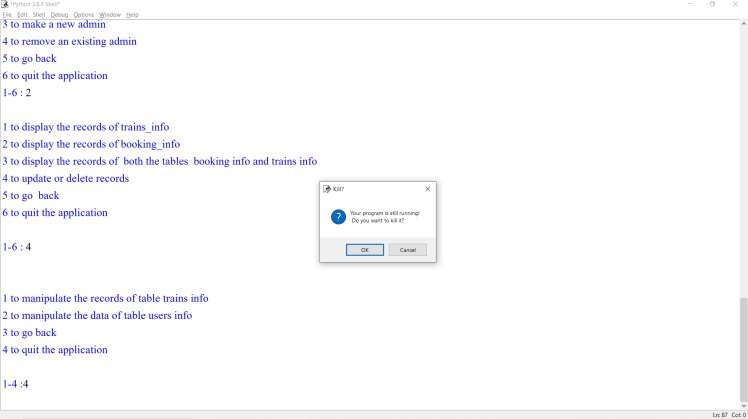 *Python 3.8.5 Shell*
File Edit Shell Debug Options Window Help
3 to make a new admin
4 to remove an existing admin
5 to go back
6 to quit the application
1-6 : 2
1 to display the records of trains_info
2 to display the records of booking_info
3 to display the records of  both the tables  booking info and trains info
4 to update or delete records
5 to go  back
6 to quit the application
1-6 : 4
Kill?
Your program is still running!
Do you want to kill it?
OK Cancel
1 to manipulate the records of table trains info
2 to manipulate the data of table users info
3 to go back
4 to quit the application
1-4 :4
Ln: 87 Col: 0